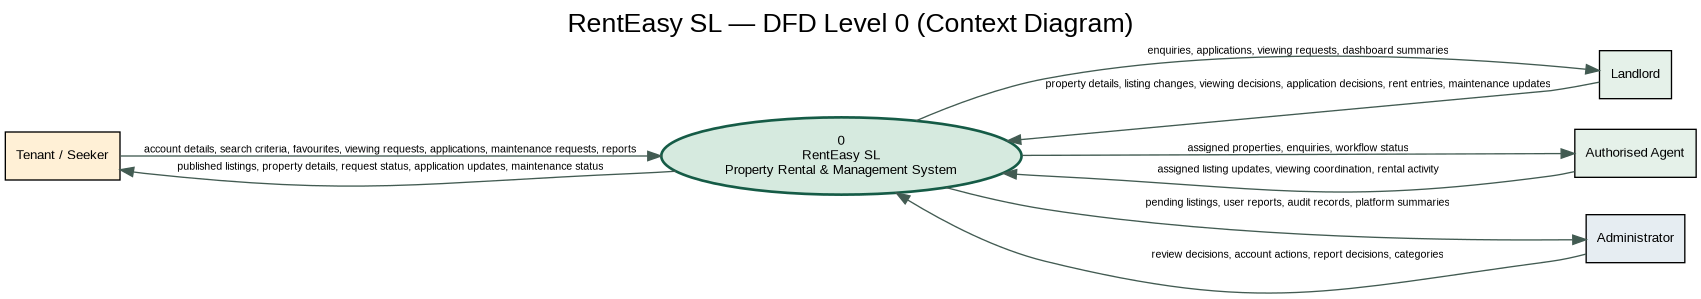 RentEasy SL — DFD Level 0 (Context Diagram)
enquiries, applications, viewing requests, dashboard summaries
Landlord
property details, listing changes, viewing decisions, application decisions, rent entries, maintenance updates
Tenant / Seeker
account details, search criteria, favourites, viewing requests, applications, maintenance requests, reports
published listings, property details, request status, application updates, maintenance status
0
RentEasy SL
Property Rental & Management System
assigned properties, enquiries, workflow status
Authorised Agent
assigned listing updates, viewing coordination, rental activity
pending listings, user reports, audit records, platform summaries
Administrator
review decisions, account actions, report decisions, categories